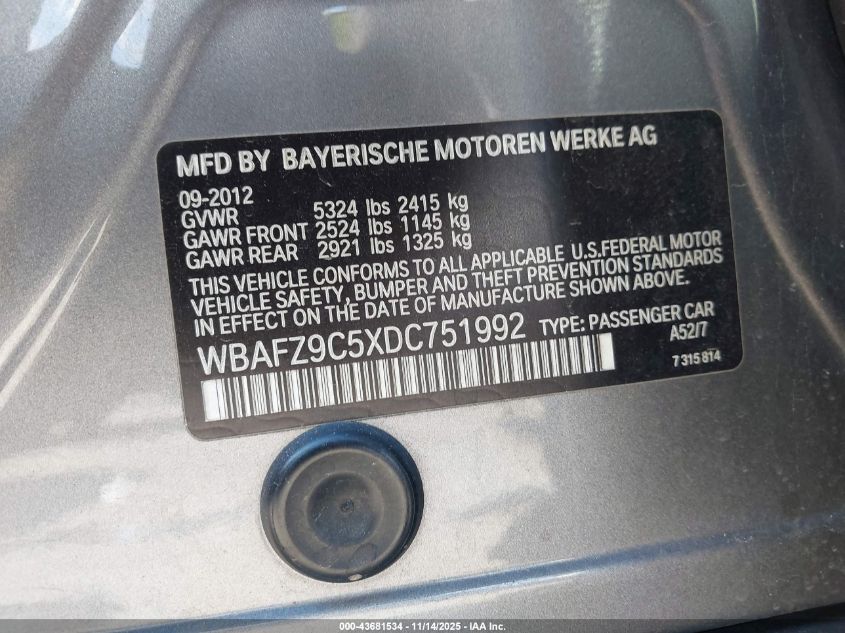 MFD BY BAYERISCHE MOTOREN WERKE AG
09-2012
GVWR 5324 lbs 2415 kg
GAWR FRONT 2524 lbs 1145 kg
GAWR REAR 2921 lbs 1325 kg
THIS VEHICLE CONFORMS TO ALL APPLICABLE U.S.FEDERAL MOTOR
VEHICLE SAFETY, BUMPER AND THEFT PREVENTION STANDARDS
IN EFFECT ON THE DATE OF MANUFACTURE SHOWN ABOVE.
WBAFZ9C5XDC751992 TYPE: PASSENGER CAR
A52/7
7 315 814
000-43681534 - 11/14/2025 - IAA Inc.